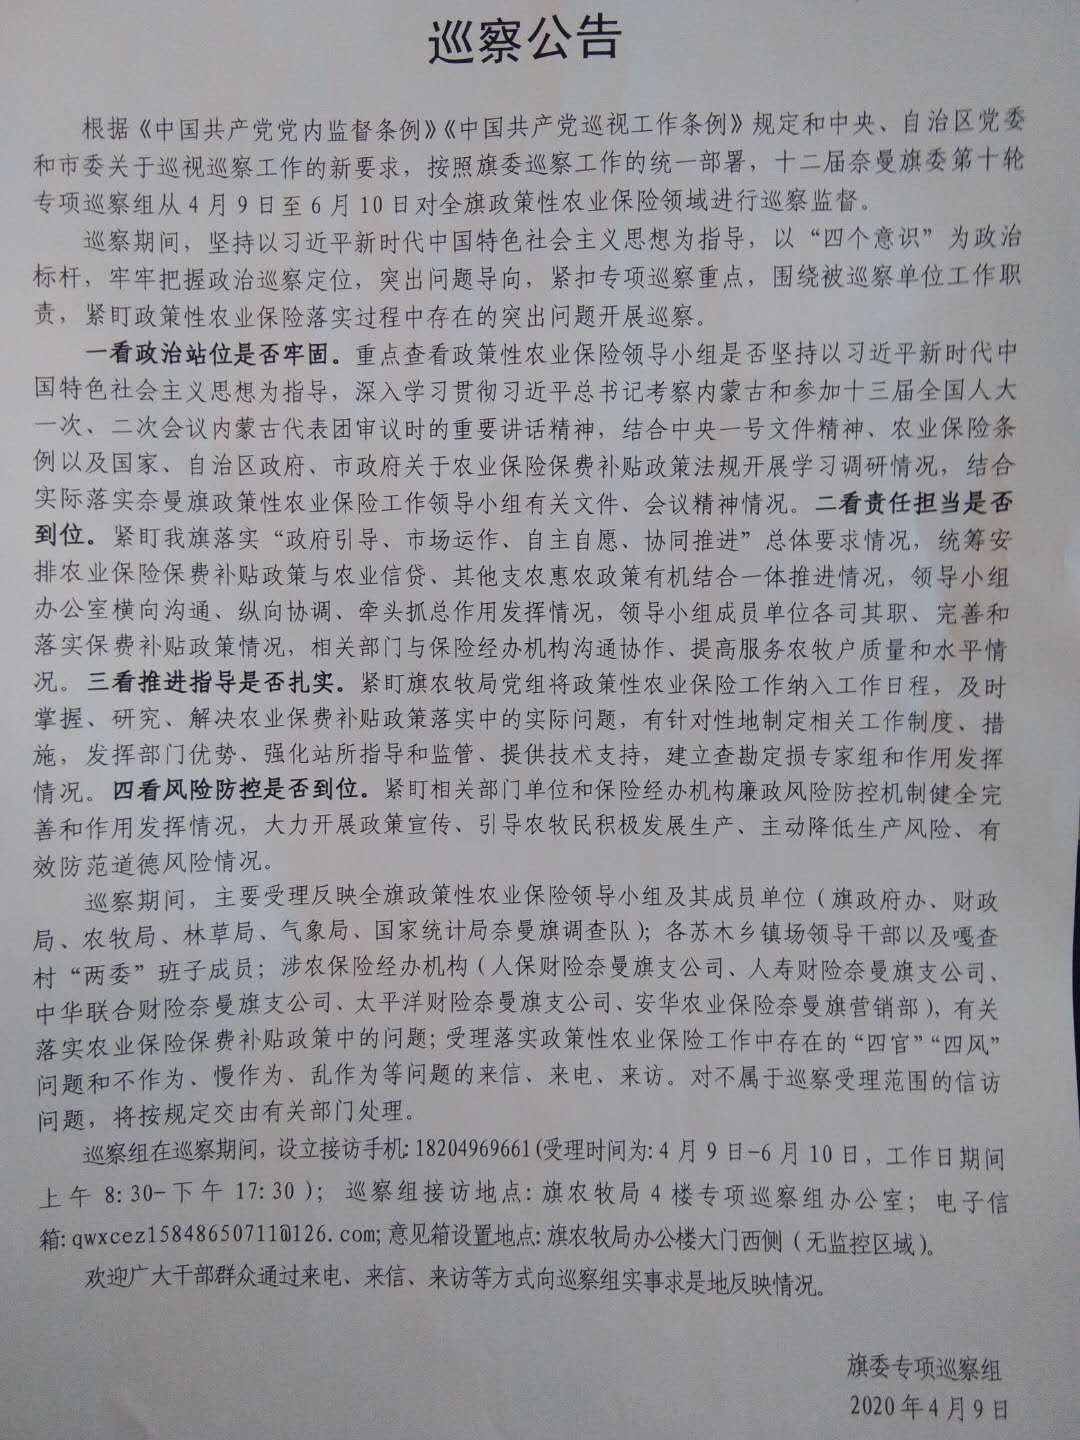 巡察公告
根据《中国共产党党内监督条例》《中国共产党巡视工作条例》规定和中央、自治区党委
和市委关于巡视巡察工作的新要求，按照旗委巡察工作的统一部署，十二届奈曼旗委第十轮
专项巡察组从4月9日至6月10日对全旗政策性农业保险领域进行巡察监督。
巡察期间，坚持以习近平新时代中国特色社会主义思想为指导，以“四个意识”为政治
标杆，牢牢把握政治巡察定位，突出问题导向，紧扣专项巡察重点，围绕被巡察单位工作职
责，紧盯政策性农业保险落实过程中存在的突出问题开展巡察。
一看政治站位是否牢固。重点查看政策性农业保险领导小组是否坚持以习近平新时代中
国特色社会主义思想为指导，深入学习贯彻习近平总书记考察内蒙古和参加十三届全国人大
一次、二次会议内蒙古代表团审议时的重要讲话精神，结合中央一号文件精神、农业保险条
例以及国家、自治区政府、市政府关于农业保险保费补贴政策法规开展学习调研情况，结合
实际落实奈曼旗政策性农业保险工作领导小组有关文件、会议精神情况。二看责任担当是否
到位。紧盯我旗落实“政府引导、市场运作、自主自愿、协同推进”总体要求情况，统筹安
排农业保险保费补贴政策与农业信贷、其他支农惠农政策有机结合一体推进情况，领导小组
办公室横向沟通、纵向协调、牵头抓总作用发挥情况，领导小组成员单位各司其职、完善和
落实保费补贴政策情况，相关部门与保险经办机构沟通协作、提高服务农牧户质量和水平情
况。三看推进指导是否扎实。紧盯旗农牧局党组将政策性农业保险工作纳入工作日程，及时
掌握、研究、解决农业保费补贴政策落实中的实际问题，有针对性地制定相关工作制度、措
施，发挥部门优势、强化站所指导和监管、提供技术支持，建立查勘定损专家组和作用发挥
情况。四看风险防控是否到位。紧盯相关部门单位和保险经办机构廉政风险防控机制健全完
善和作用发挥情况，大力开展政策宣传、引导农牧民积极发展生产、主动降低生产风险、有
效防范道德风险情况。
巡察期间，主要受理反映全旗政策性农业保险领导小组及其成员单位（旗政府办、财政
局、农牧局、林草局、气象局、国家统计局奈曼旗调查队）；各苏木乡镇场领导干部以及嘎查
村“两委”班子成员；涉农保险经办机构（人保财险奈曼旗支公司、人寿财险奈曼旗支公司、
中华联合财险奈曼旗支公司、太平洋财险奈曼旗支公司、安华农业保险奈曼旗营销部），有关
落实农业保险保费补贴政策中的问题；受理落实政策性农业保险工作中存在的“四官”“四风”
问题和不作为、慢作为、乱作为等问题的来信、来电、来访。对不属于巡察受理范围的信访
问题，将按规定交由有关部门处理。
巡察组在巡察期间，设立接访手机：18204969661（受理时间为：4月9日-6月10日，工作日期间
上午8：30-下午17：30）；巡察组接访地点：旗农牧局4楼专项巡察组办公室；电子信
箱：qwxcez15848650711@126.com；意见箱设置地点：旗农牧局办公楼大门西侧（无监控区域）。
欢迎广大干部群众通过来电、来信、来访等方式向巡察组实事求是地反映情况。
旗委专项巡察组
2020年4月9日